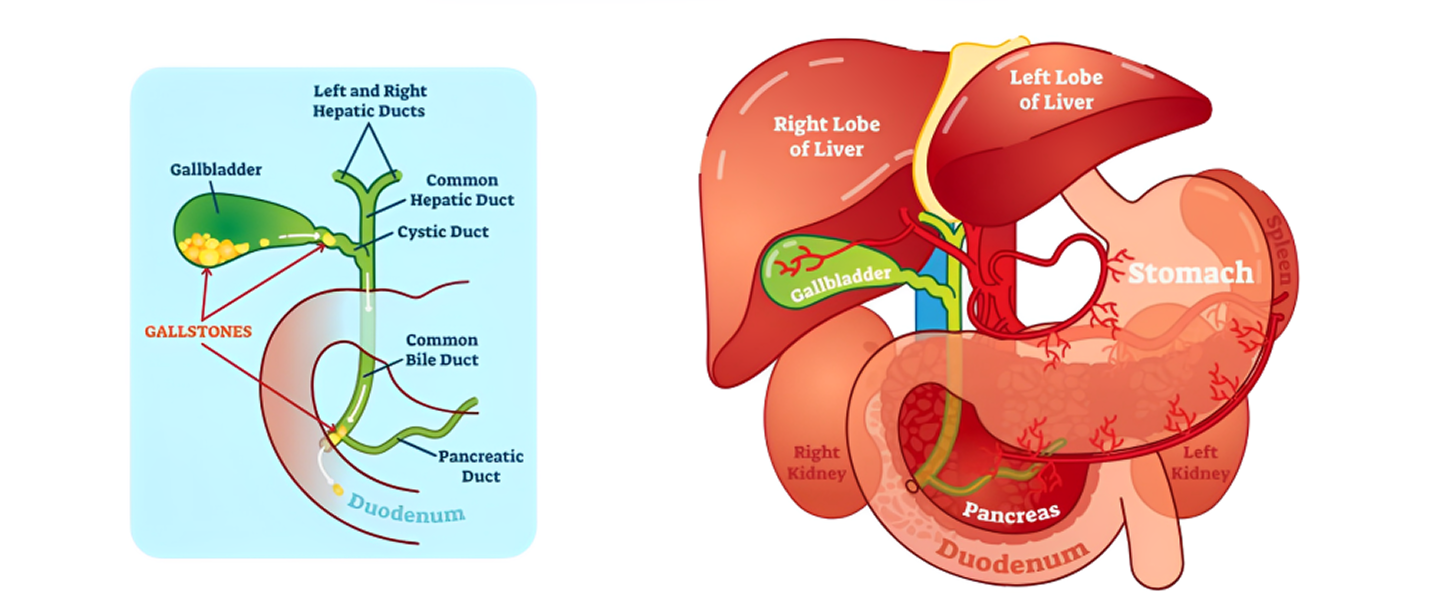 Left and Right
Hepatic Ducts
Gallbladder
Common
Hepatic Duct
Cystic Duct
GALLSTONES
Common
Bile Duct
Pancreatic
Duct
Duodenum
Left Lobe
of Liver
Right Lobe
of Liver
Spleen
Stomach
Gallbladder
Right
Kidney
Left
Kidney
Pancreas
Duodenum